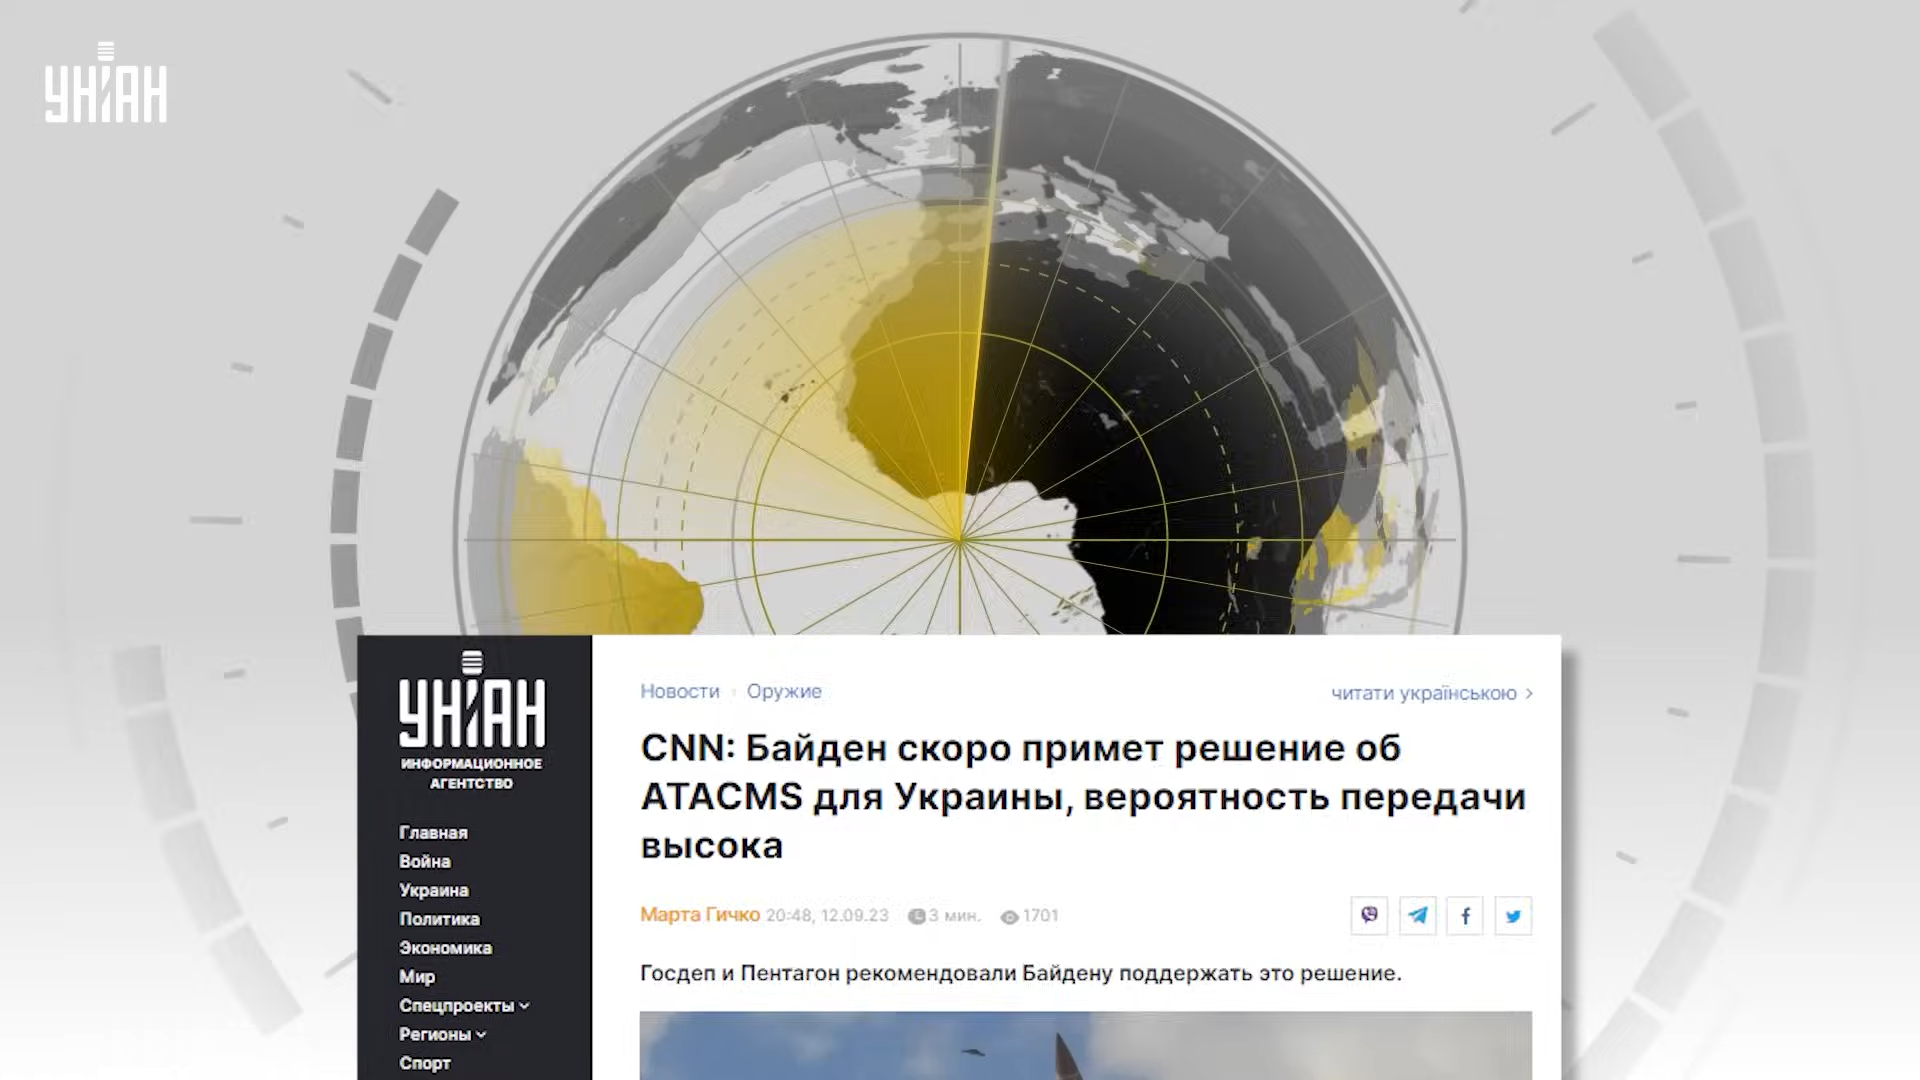 УНІАН
УНІАН
ИНФОРМАЦИОННОЕ
АГЕНТСТВО
Главная
Война
Украина
Политика
Экономика
Мир
Спецпроекты
Регионы
Спорт
Новости Оружие
читати українською
CNN: Байден скоро примет решение об
ATACMS для Украины, вероятность передачи
высока
Марта Гичко 20:48, 12.09.23 3 мин. 1701
Госдеп и Пентагон рекомендовали Байдену поддержать это решение.